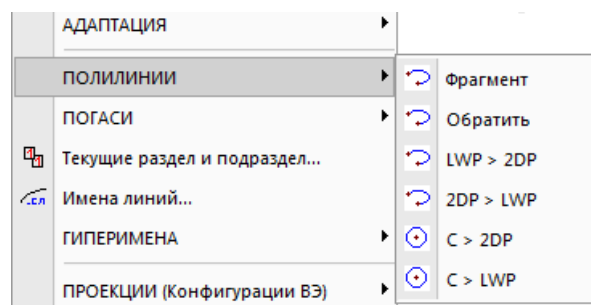 АДАПТАЦИЯ
ПОЛИЛИНИИ
ПОГАСИ
Текущие раздел и подраздел...
Имена линий...
ГИПЕРИМЕНА
ПРОЕКЦИИ (Конфигурации ВЭ)
Фрагмент
Обратить
LWP > 2DP
2DP > LWP
C > 2DP
C > LWP